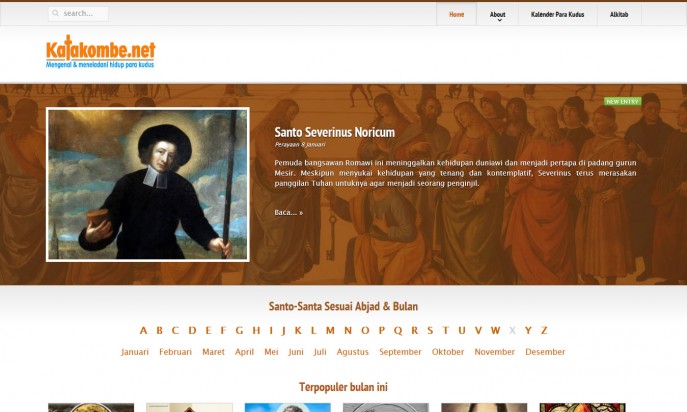 search...
Home About Kalender Para Kudus Alkitab
Katakombe.net
Mengenal & meneladani hidup para kudus
NEW ENTRY
Santo Severinus Noricum
Perayaan 8 Januari
Pemuda bangsawan Romawi ini meninggalkan kehidupan duniawi dan menjadi pertapa di padang gurun
Mesir. Meskipun menyukai kehidupan yang tenang dan kontemplatif, Severinus terus merasakan
panggilan Tuhan untuknya agar menjadi seorang penginjil.
Baca... »
Santo-Santa Sesuai Abjad & Bulan
A B C D E F G H I J K L M N O P Q R S T U V W X Y Z
Januari Februari Maret April Mei Juni Juli Agustus September Oktober November Desember
Terpopuler bulan ini